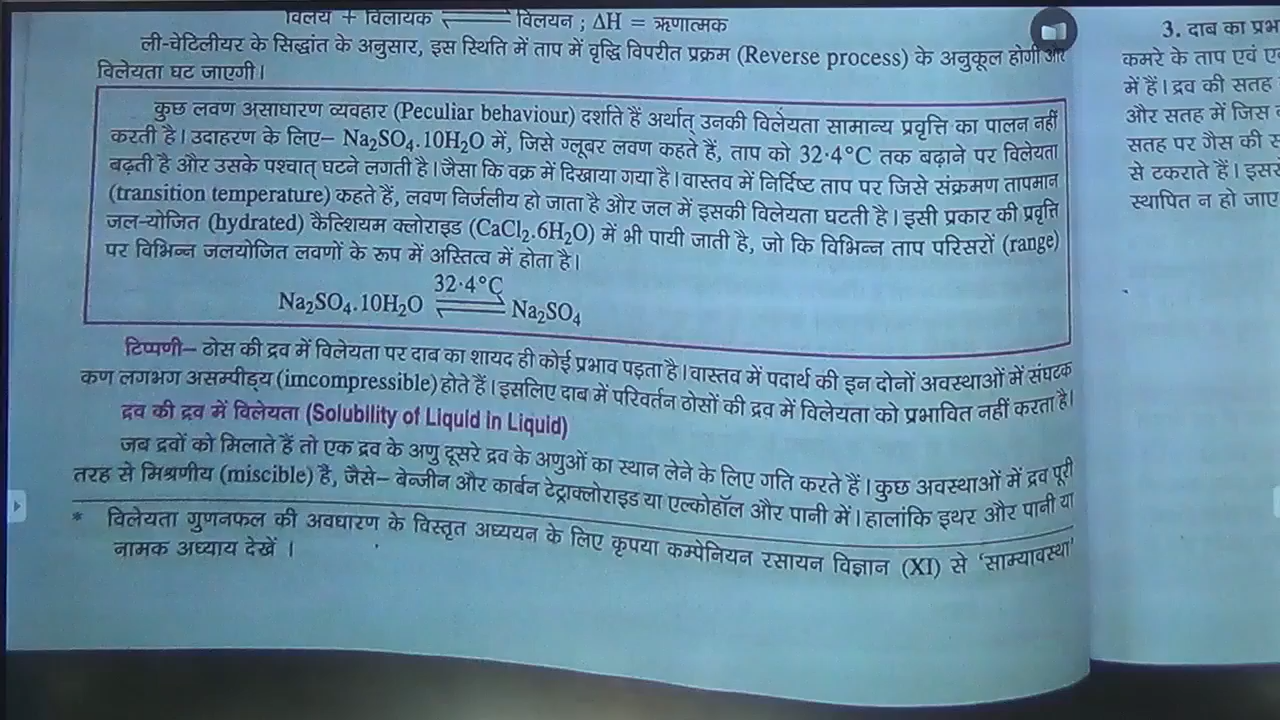 विलेय + विलायक ⇌ विलयन ; ΔH = ऋणात्मक
ली-चेटिलीयर के सिद्धांत के अनुसार, इस स्थिति में ताप में वृद्धि विपरीत प्रक्रम (Reverse process) के अनुकूल होगी और
विलेयता घट जाएगी।
कुछ लवण असाधारण व्यवहार (Peculiar behaviour) दर्शाते हैं अर्थात् उनकी विलेयता सामान्य प्रवृत्ति का पालन नहीं
करती है। उदाहरण के लिए– Na₂SO₄.10H₂O में, जिसे ग्लूबर लवण कहते हैं, ताप को 32·4°C तक बढ़ाने पर विलेयता
बढ़ती है और उसके पश्चात् घटने लगती है। जैसा कि वक्र में दिखाया गया है। वास्तव में निर्दिष्ट ताप पर जिसे संक्रमण तापमान
(transition temperature) कहते हैं, लवण निर्जलीय हो जाता है और जल में इसकी विलेयता घटती है। इसी प्रकार की प्रवृत्ति
जल-योजित (hydrated) कैल्शियम क्लोराइड (CaCl₂.6H₂O) में भी पायी जाती है, जो कि विभिन्न ताप परिसरों (range)
पर विभिन्न जलयोजित लवणों के रूप में अस्तित्व में होता है।
32·4°C
Na₂SO₄.10H₂O ⇌ Na₂SO₄
टिप्पणी– ठोस की द्रव में विलेयता पर दाब का शायद ही कोई प्रभाव पड़ता है। वास्तव में पदार्थ की इन दोनों अवस्थाओं में संघटक
कण लगभग असम्पीड्य (imcompressible) होते हैं। इसलिए दाब में परिवर्तन ठोसों की द्रव में विलेयता को प्रभावित नहीं करता है।
द्रव की द्रव में विलेयता (Solubility of Liquid in Liquid)
जब द्रवों को मिलाते हैं तो एक द्रव के अणु दूसरे द्रव के अणुओं का स्थान लेने के लिए गति करते हैं। कुछ अवस्थाओं में द्रव पूरी
तरह से मिश्रणीय (miscible) है, जैसे– बेन्जीन और कार्बन टेट्राक्लोराइड या एल्कोहॉल और पानी में। हालांकि इथर और पानी या
* विलेयता गुणनफल की अवधारण के विस्तृत अध्ययन के लिए कृपया कम्पेनियन रसायन विज्ञान (XI) से 'साम्यावस्था'
नामक अध्याय देखें ।
3. दाब का प्रभ
कमरे के ताप एवं ए
में हैं। द्रव की सतह
और सतह में जिस
सतह पर गैस की
से टकराते हैं। इस
स्थापित न हो जाए